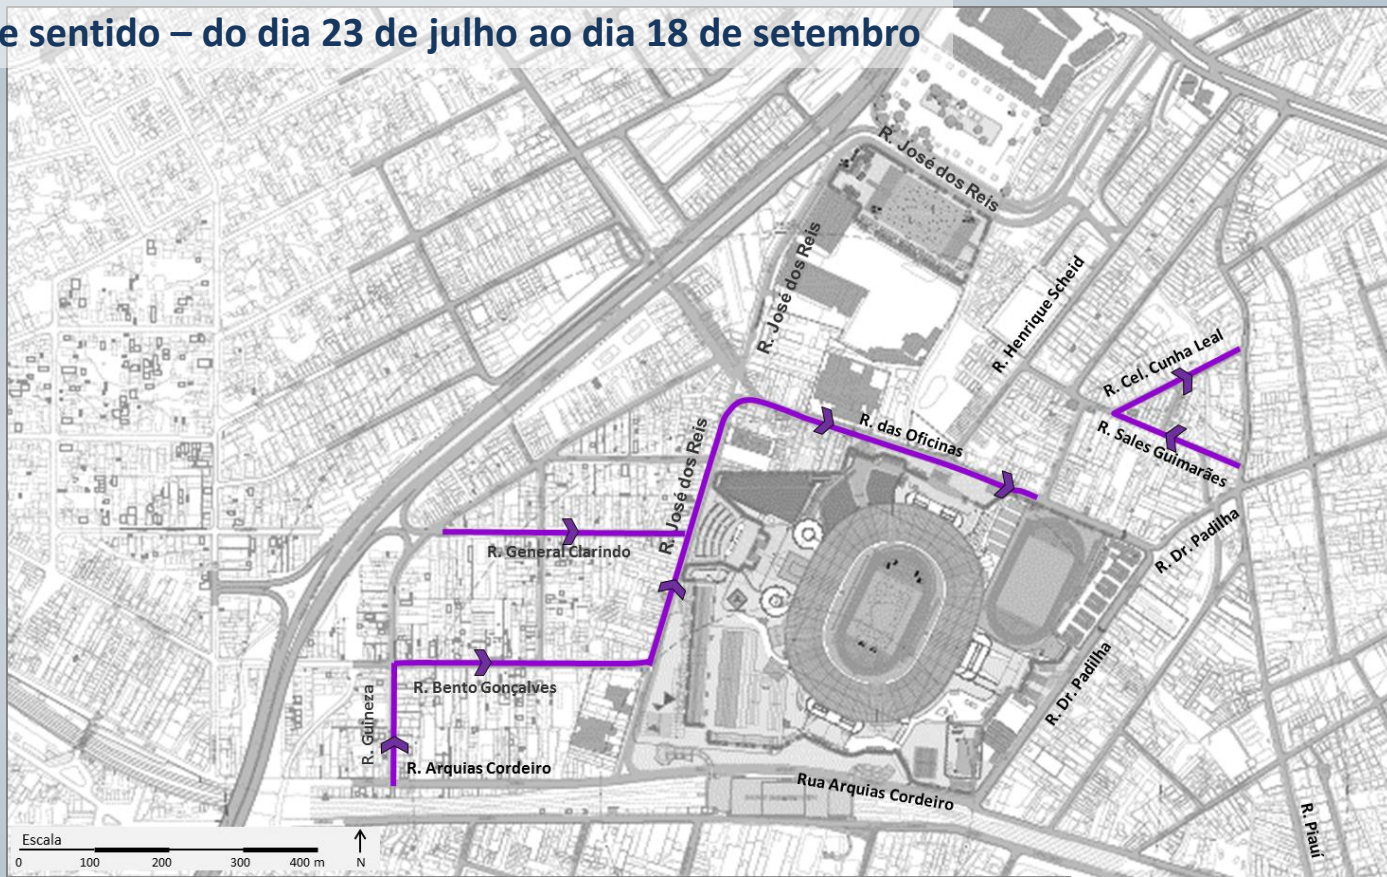 e sentido – do dia 23 de julho ao dia 18 de setembro
R. José dos Reis
R. José dos Reis
R. Henrique Scheid
R. Cel. Cunha Leal
R. das Oficinas
R. Sales Guimarães
R. José dos Reis
R. General Clarindo
R. Dr. Padilha
R. Dr. Padilha
R. Bento Gonçalves
R. Guineza
R. Arquias Cordeiro
Rua Arquias Cordeiro
R. Piauí
Escala
0 100 200 300 400 m
N